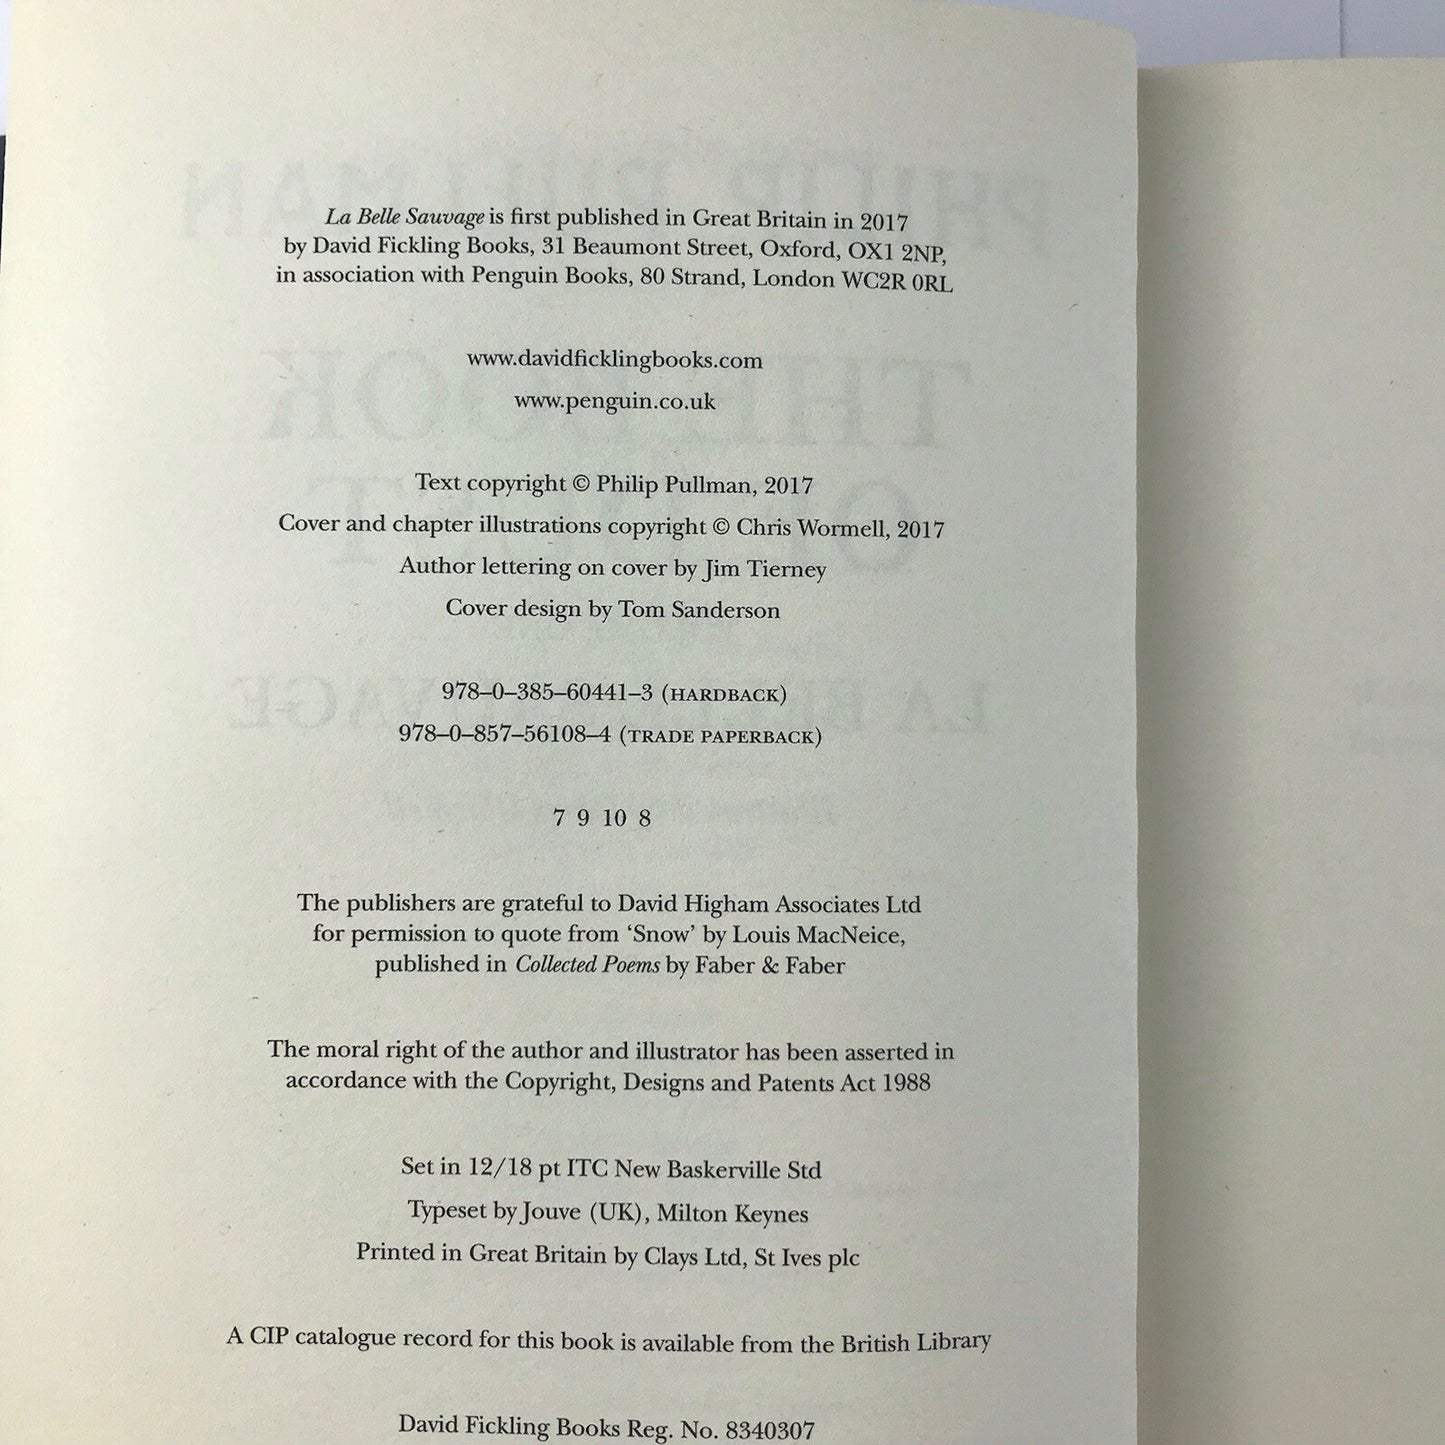 La Belle Sauvage is first published in Great Britain in 2017
by David Fickling Books, 31 Beaumont Street, Oxford, OX1 2NP,
in association with Penguin Books, 80 Strand, London WC2R 0RL
www.davidficklingbooks.com
www.penguin.co.uk
Text copyright © Philip Pullman, 2017
Cover and chapter illustrations copyright © Chris Wormell, 2017
Author lettering on cover by Jim Tierney
Cover design by Tom Sanderson
978–0–385–60441–3 (HARDBACK)
978–0–857–56108–4 (TRADE PAPERBACK)
7 9 10 8
The publishers are grateful to David Higham Associates Ltd
for permission to quote from ‘Snow’ by Louis MacNeice,
published in Collected Poems by Faber & Faber
The moral right of the author and illustrator has been asserted in
accordance with the Copyright, Designs and Patents Act 1988
Set in 12/18 pt ITC New Baskerville Std
Typeset by Jouve (UK), Milton Keynes
Printed in Great Britain by Clays Ltd, St Ives plc
A CIP catalogue record for this book is available from the British Library
David Fickling Books Reg. No. 8340307